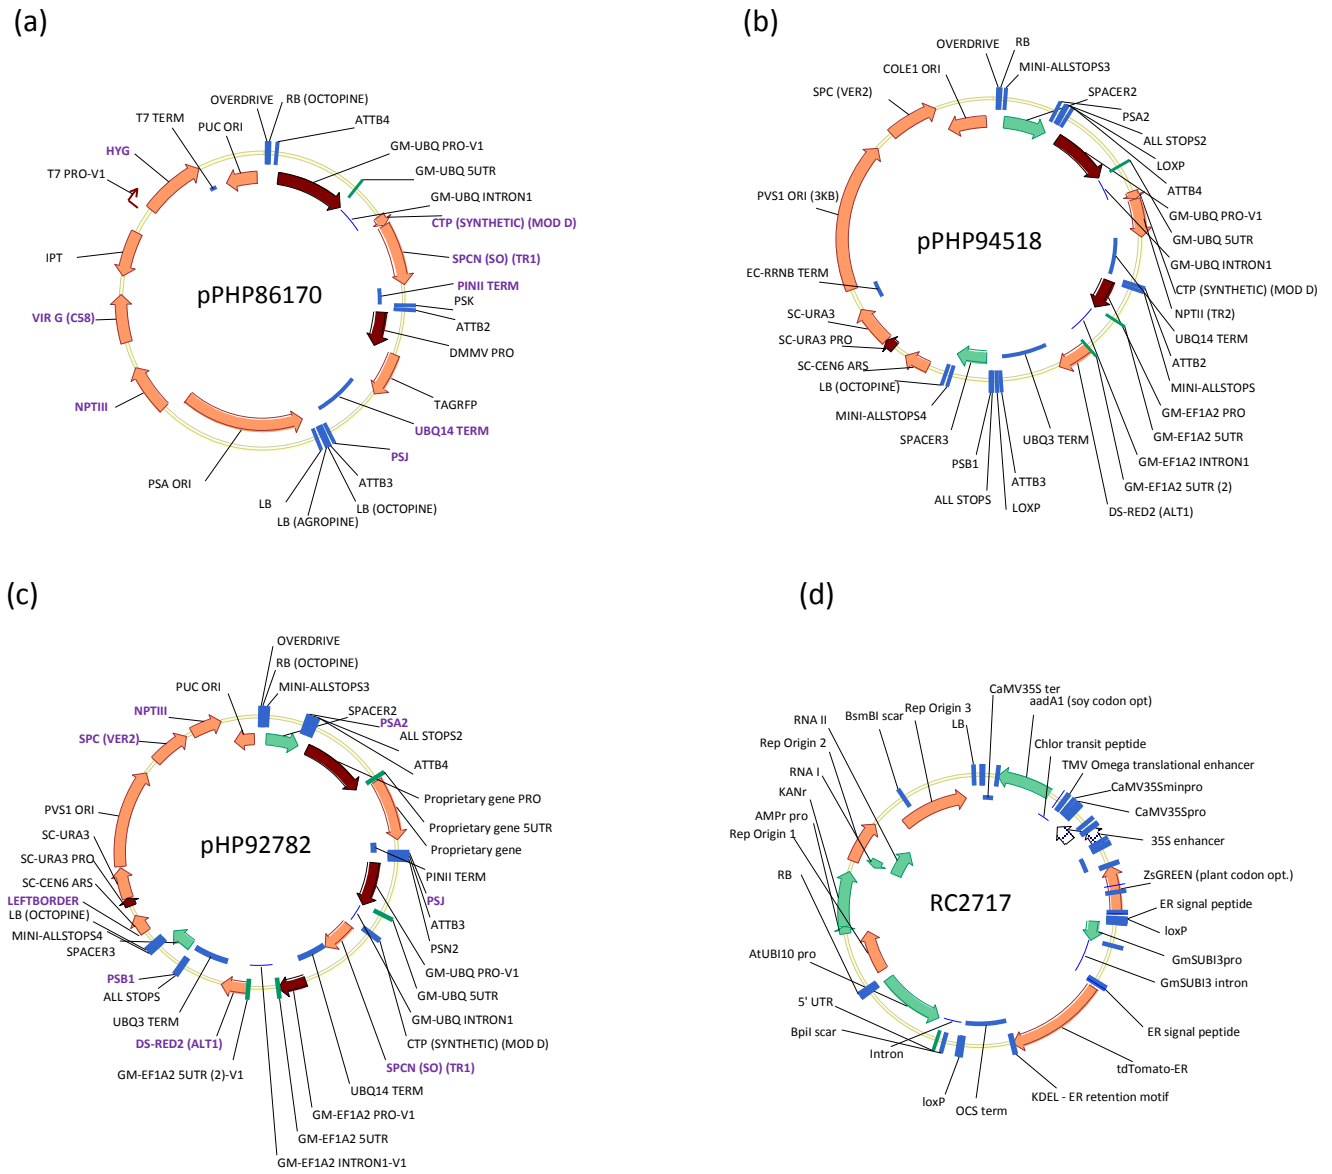 (a)
OVERDRIVE
RB (OCTOPINE)
T7 TERM
PUC ORI
ATTB4
HYG
GM-UBQ PRO-V1
T7 PRO-V1
GM-UBQ 5UTR
GM-UBQ INTRON1
CTP (SYNTHETIC) (MOD D)
IPT
SPCN (SO) (TR1)
pPHP86170
PINII TERM
PSK
VIR G (C58)
ATTB2
DMMV PRO
NPTIII
TAGRFP
UBQ14 TERM
PSJ
PSA ORI
ATTB3
LB
LB (OCTOPINE)
LB (AGROPINE)
(b)
OVERDRIVE
RB
COLE1 ORI
MINI-ALLSTOPS3
SPC (VER2)
SPACER2
PSA2
ALL STOPS2
LOXP
PVS1 ORI (3KB)
ATTB4
GM-UBQ PRO-V1
pPHP94518
GM-UBQ 5UTR
GM-UBQ INTRON1
EC-RRNB TERM
CTP (SYNTHETIC) (MOD D)
NPTII (TR2)
SC-URA3
UBQ14 TERM
SC-URA3 PRO
ATTB2
SC-CEN6 ARS
MINI-ALLSTOPS
LB (OCTOPINE)
GM-EF1A2 PRO
MINI-ALLSTOPS4
GM-EF1A2 5UTR
SPACER3
UBQ3 TERM
GM-EF1A2 INTRON1
PSB1
ATTB3
GM-EF1A2 5UTR (2)
ALL STOPS
LOXP
DS-RED2 (ALT1)
(c)
OVERDRIVE
RB (OCTOPINE)
PUC ORI
MINI-ALLSTOPS3
NPTIII
SPACER2
PSA2
SPC (VER2)
ALL STOPS2
ATTB4
Proprietary gene PRO
PVS1 ORI
Proprietary gene 5UTR
SC-URA3
Proprietary gene
pHP92782
SC-URA3 PRO
PINII TERM
SC-CEN6 ARS
LEFTBORDER
PSJ
LB (OCTOPINE)
ATTB3
MINI-ALLSTOPS4
PSN2
SPACER3
PSB1
GM-UBQ PRO-V1
ALL STOPS
GM-UBQ 5UTR
UBQ3 TERM
GM-UBQ INTRON1
DS-RED2 (ALT1)
CTP (SYNTHETIC) (MOD D)
SPCN (SO) (TR1)
GM-EF1A2 5UTR (2)-V1
UBQ14 TERM
GM-EF1A2 PRO-V1
GM-EF1A2 5UTR
GM-EF1A2 INTRON1-V1
(d)
CaMV35S ter
aadA1 (soy codon opt)
Rep Origin 3
BsmBI scar
LB
RNA II
Chlor transit peptide
Rep Origin 2
TMV Omega translational enhancer
RNA I
CaMV35Sminpro
KANr
CaMV35Spro
AMPr pro
Rep Origin 1
35S enhancer
RB
ZsGREEN (plant codon opt.)
RC2717
ER signal peptide
loxP
AtUBI10 pro
GmSUBI3pro
GmSUBI3 intron
5' UTR
BpiI scar
ER signal peptide
Intron
tdTomato-ER
loxP
OCS term
KDEL - ER retention motif